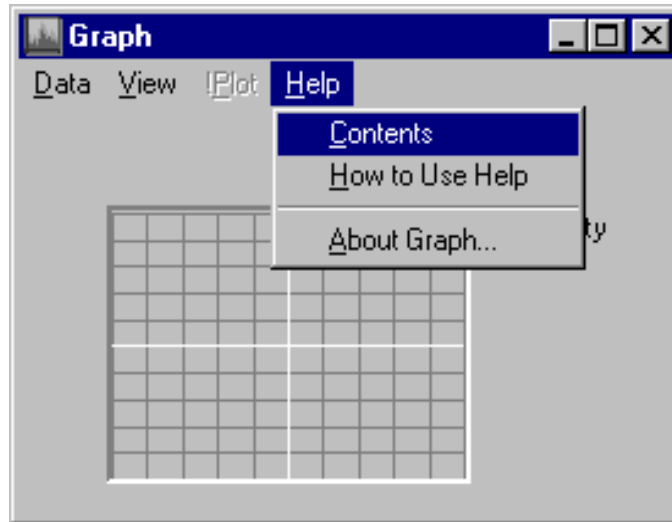 Graph
Data View !Plot Help
Contents
How to Use Help
About Graph...